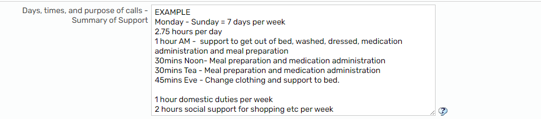 Days, times, and purpose of calls -
Summary of Support
EXAMPLE
Monday - Sunday = 7 days per week
2.75 hours per day
1 hour AM - support to get out of bed, washed, dressed, medication
administration and meal preparation
30mins Noon- Meal preparation and medication administration
30mins Tea - Meal preparation and medication administration
45mins Eve - Change clothing and support to bed.
1 hour domestic duties per week
2 hours social support for shopping etc per week
?